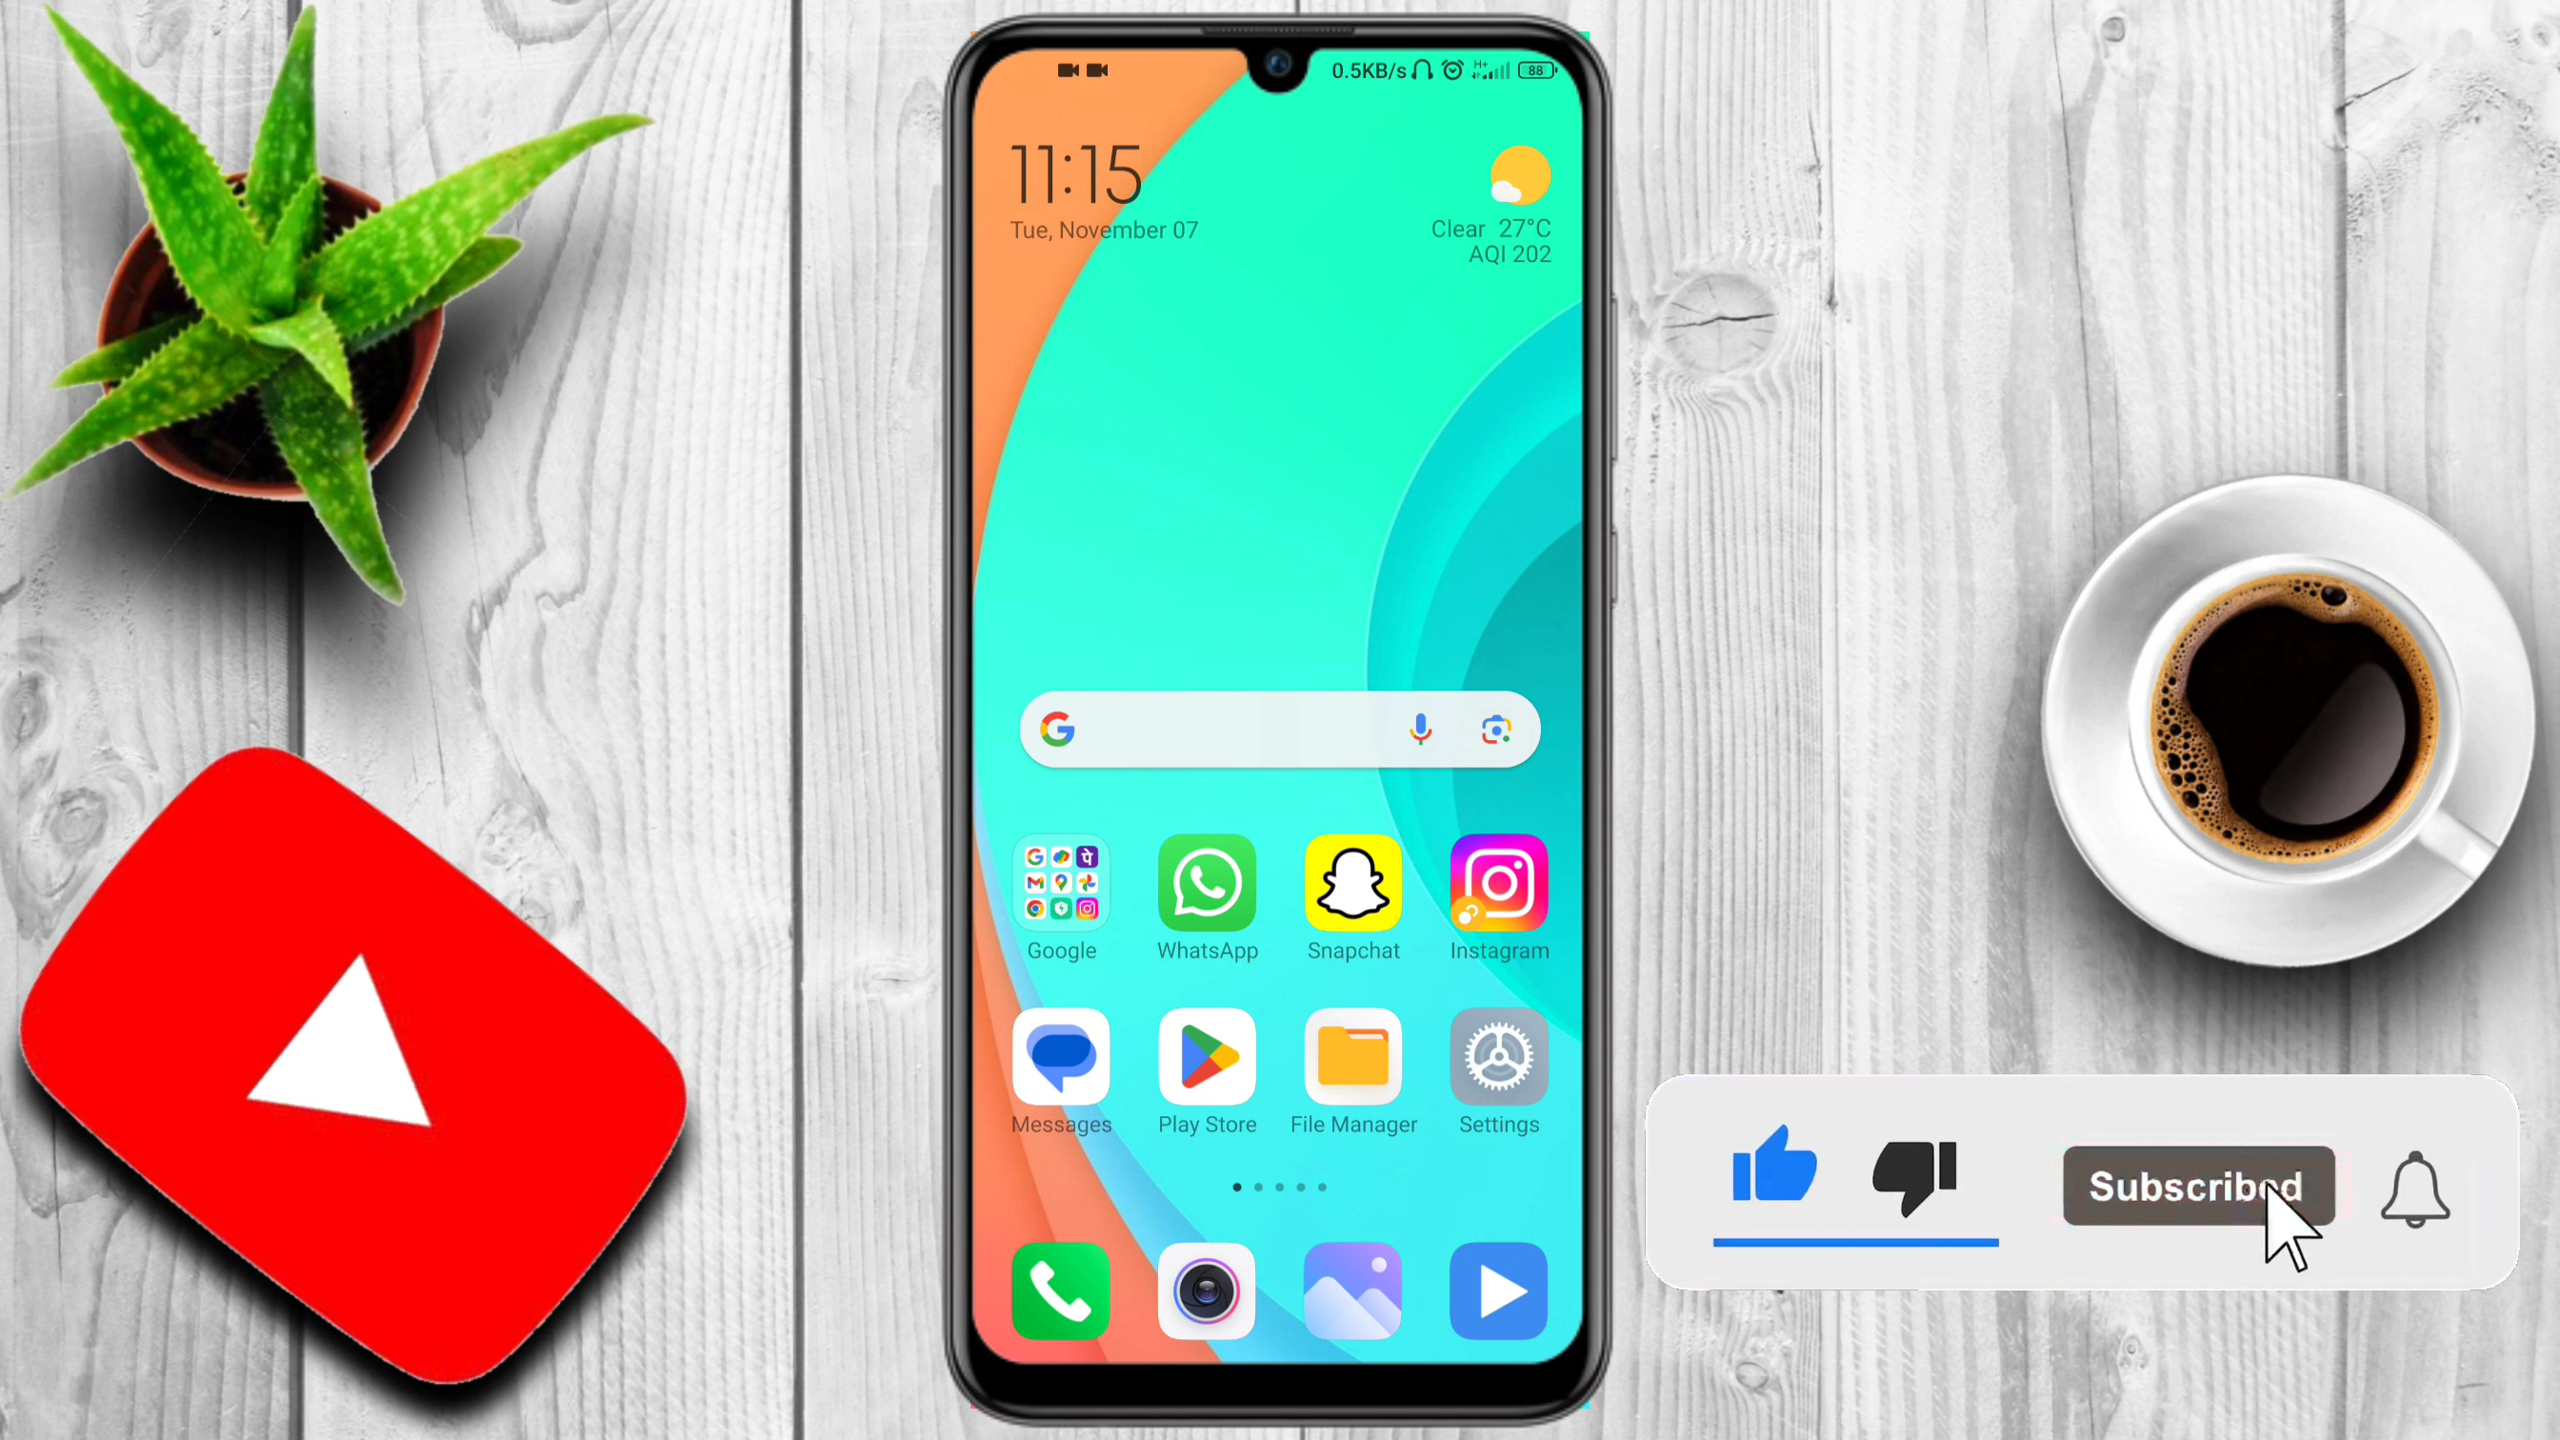 0.5KB/s H+ 88
11:15
Tue, November 07
Clear 27°C
AQI 202
Google WhatsApp Snapchat Instagram
Messages Play Store File Manager Settings
Subscribed